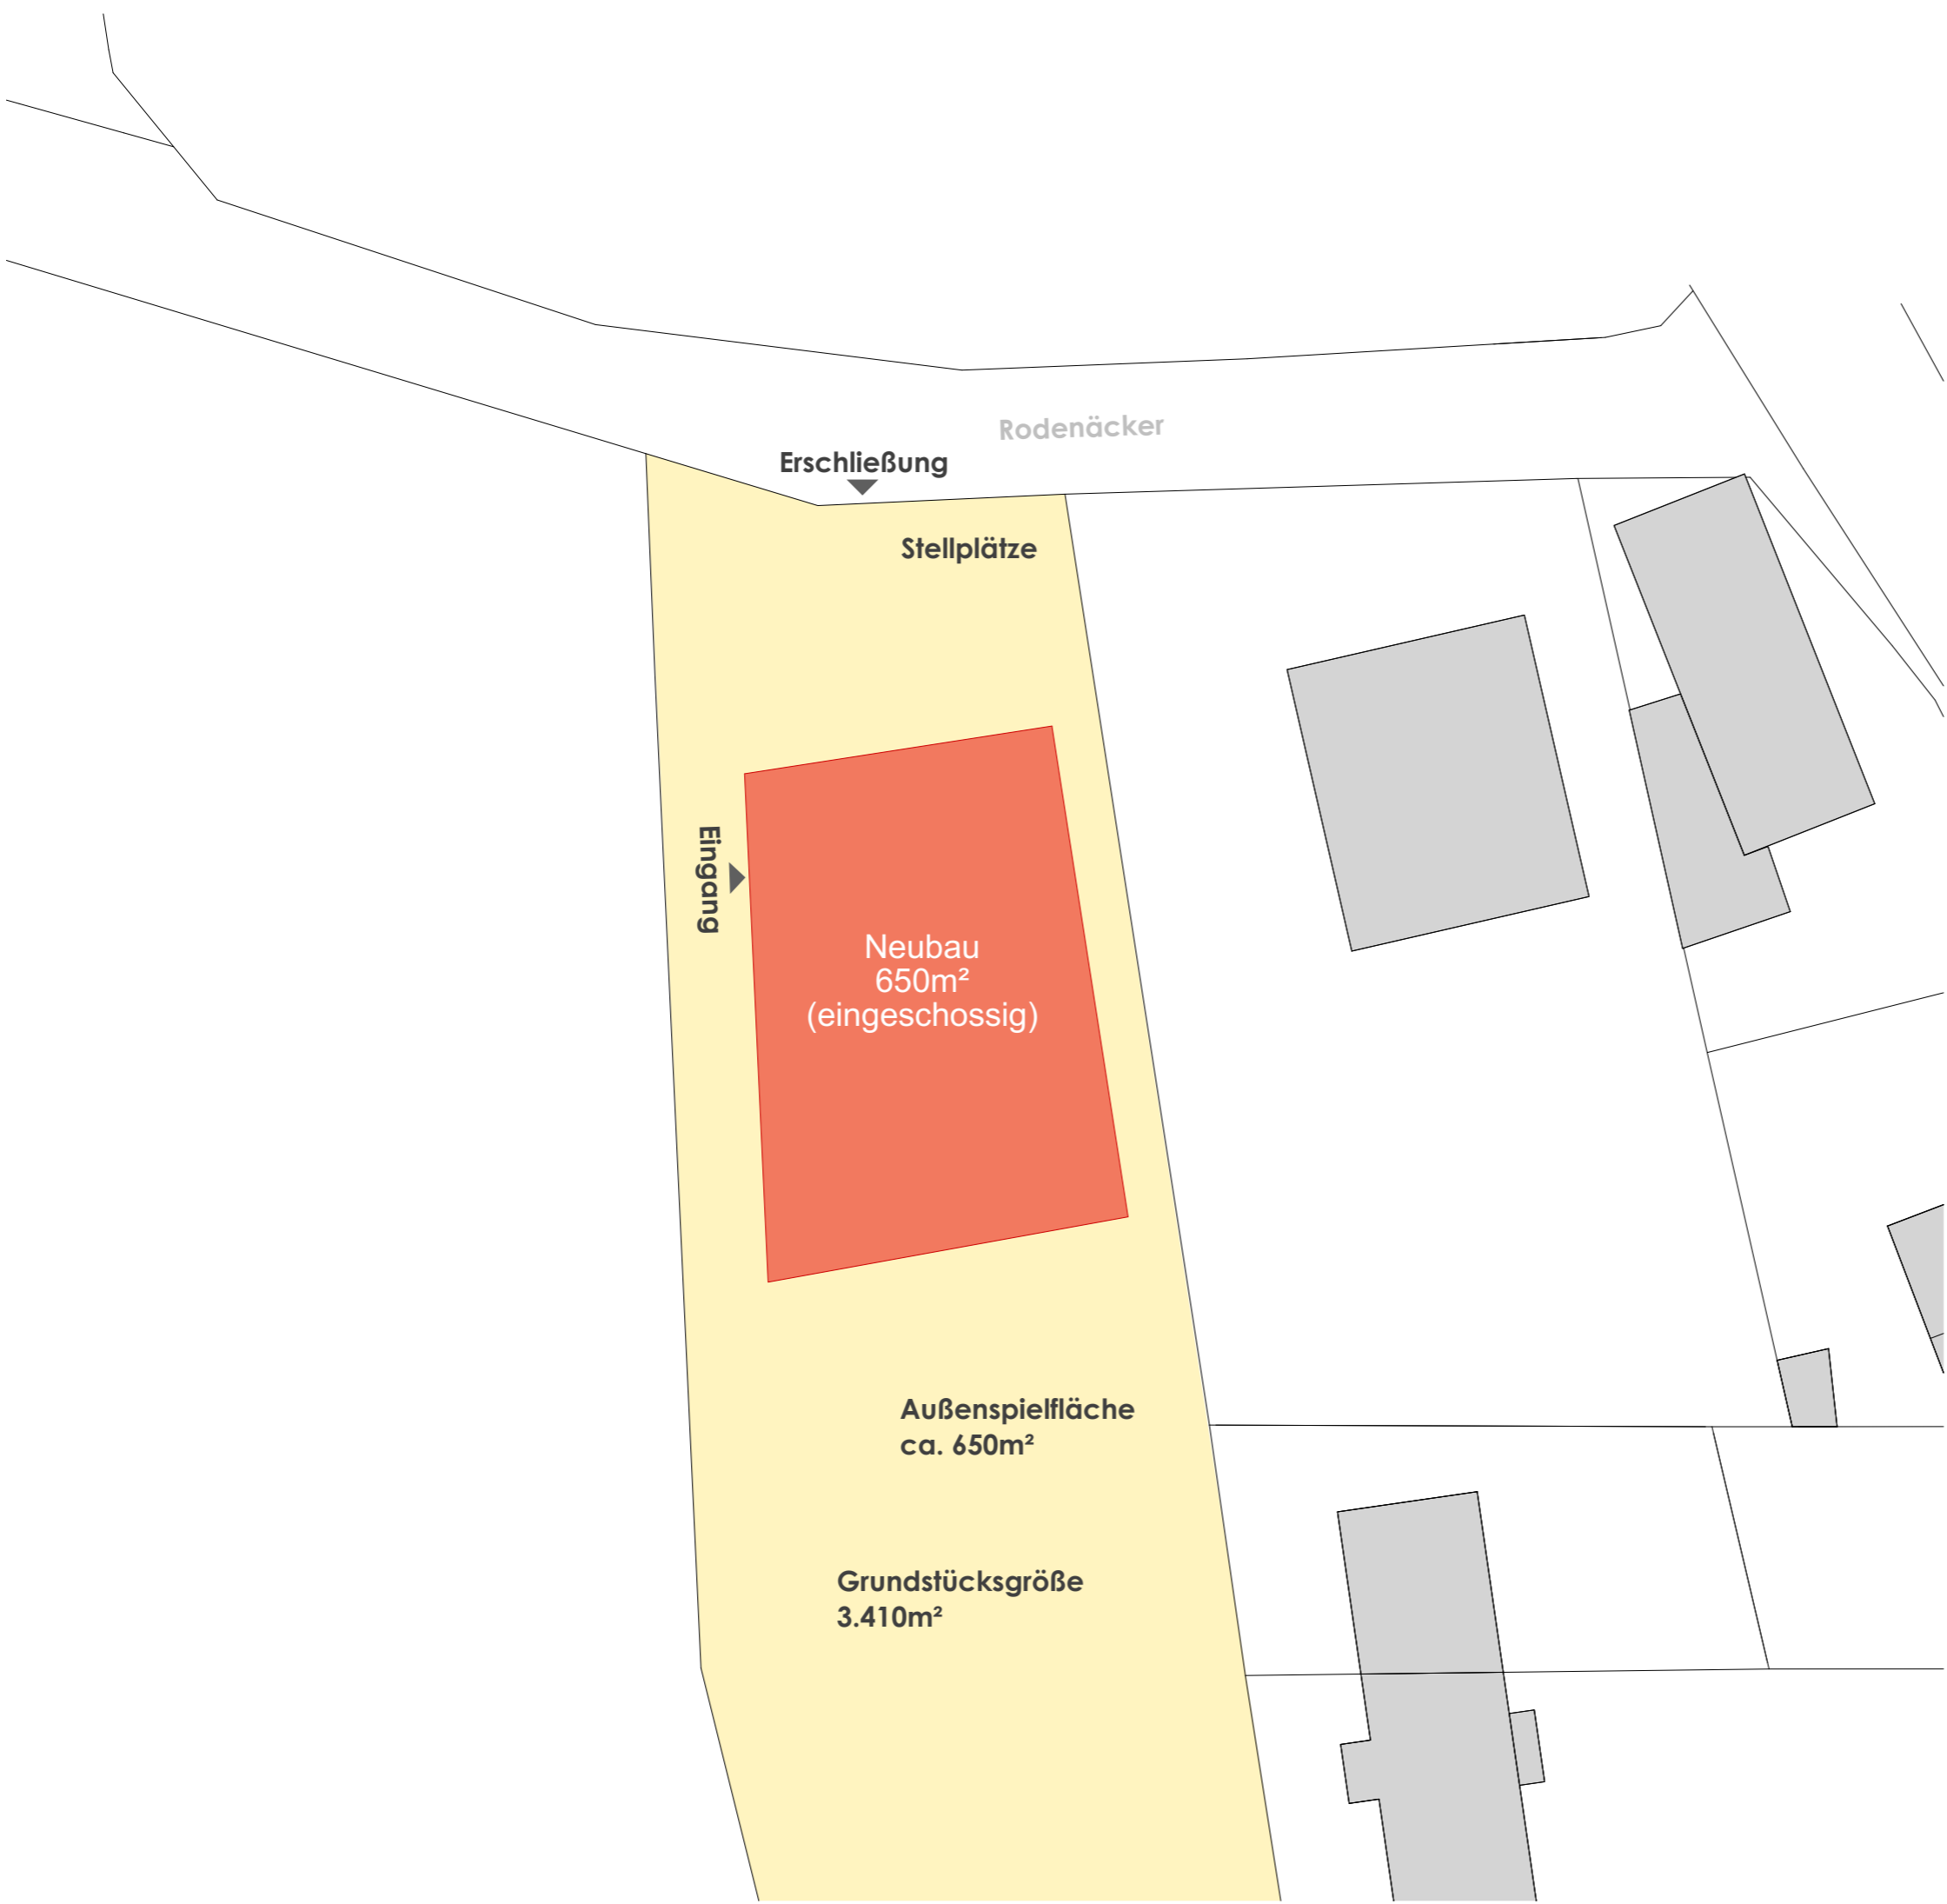 Rodenäcker
Erschließung
Stellplätze
Eingang
Neubau
650m²
(eingeschossig)
Außenspielfläche
ca. 650m²
Grundstücksgröße
3.410m²